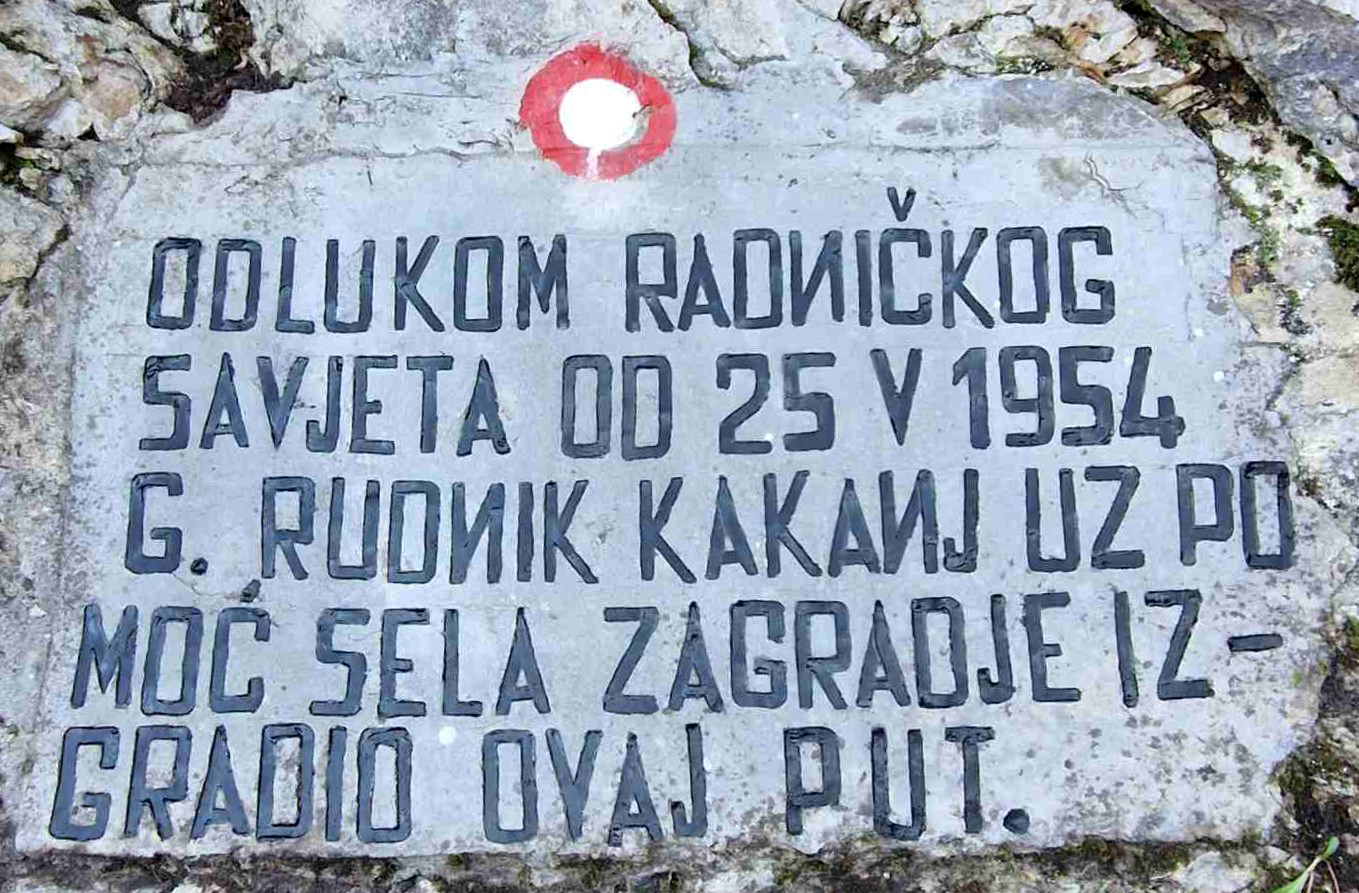 ODLUKOM RADNIČKOG
SAVJETA OD 25 V 1954
G. RUDNIK KAKANJ UZ PO
MOĆ SELA ZAGRADJE IZ-
GRADIO OVAJ PUT.